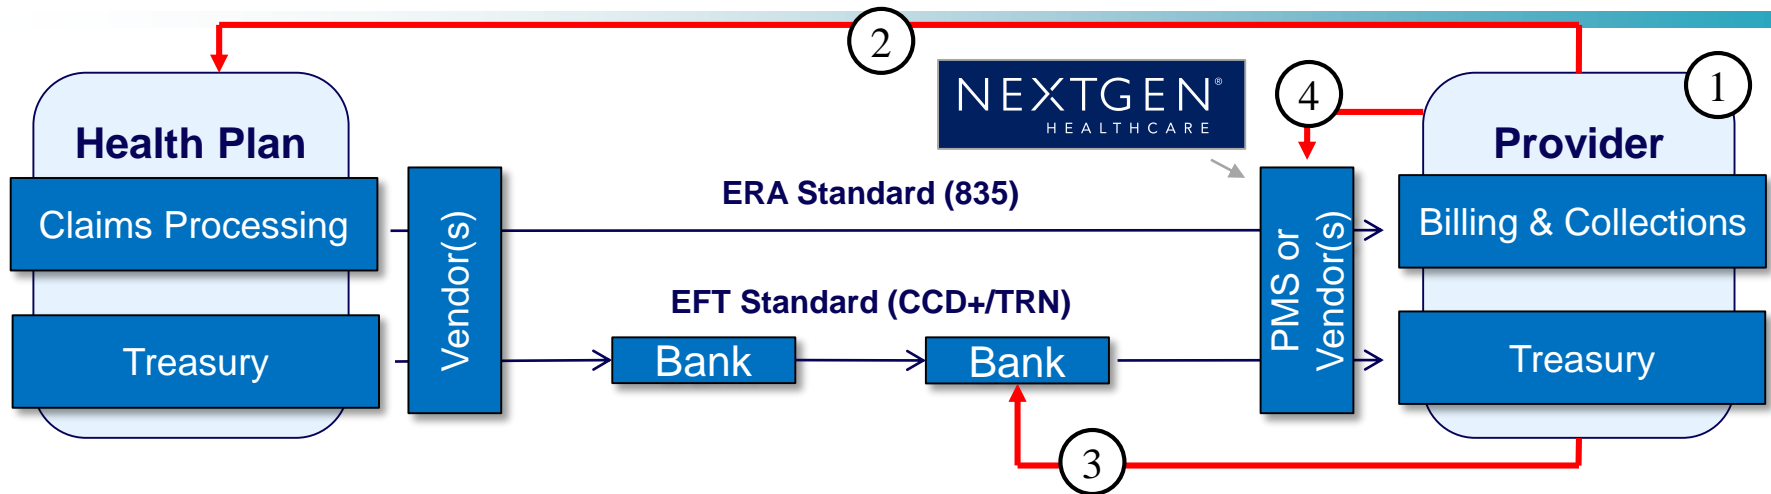 2
NEXTGEN®
HEALTHCARE
4
1
Health Plan
Provider
ERA Standard (835)
Claims Processing
Vendor(s)
PMS or
Vendor(s)
Billing & Collections
EFT Standard (CCD+/TRN)
Treasury
Bank
Bank
Treasury
3